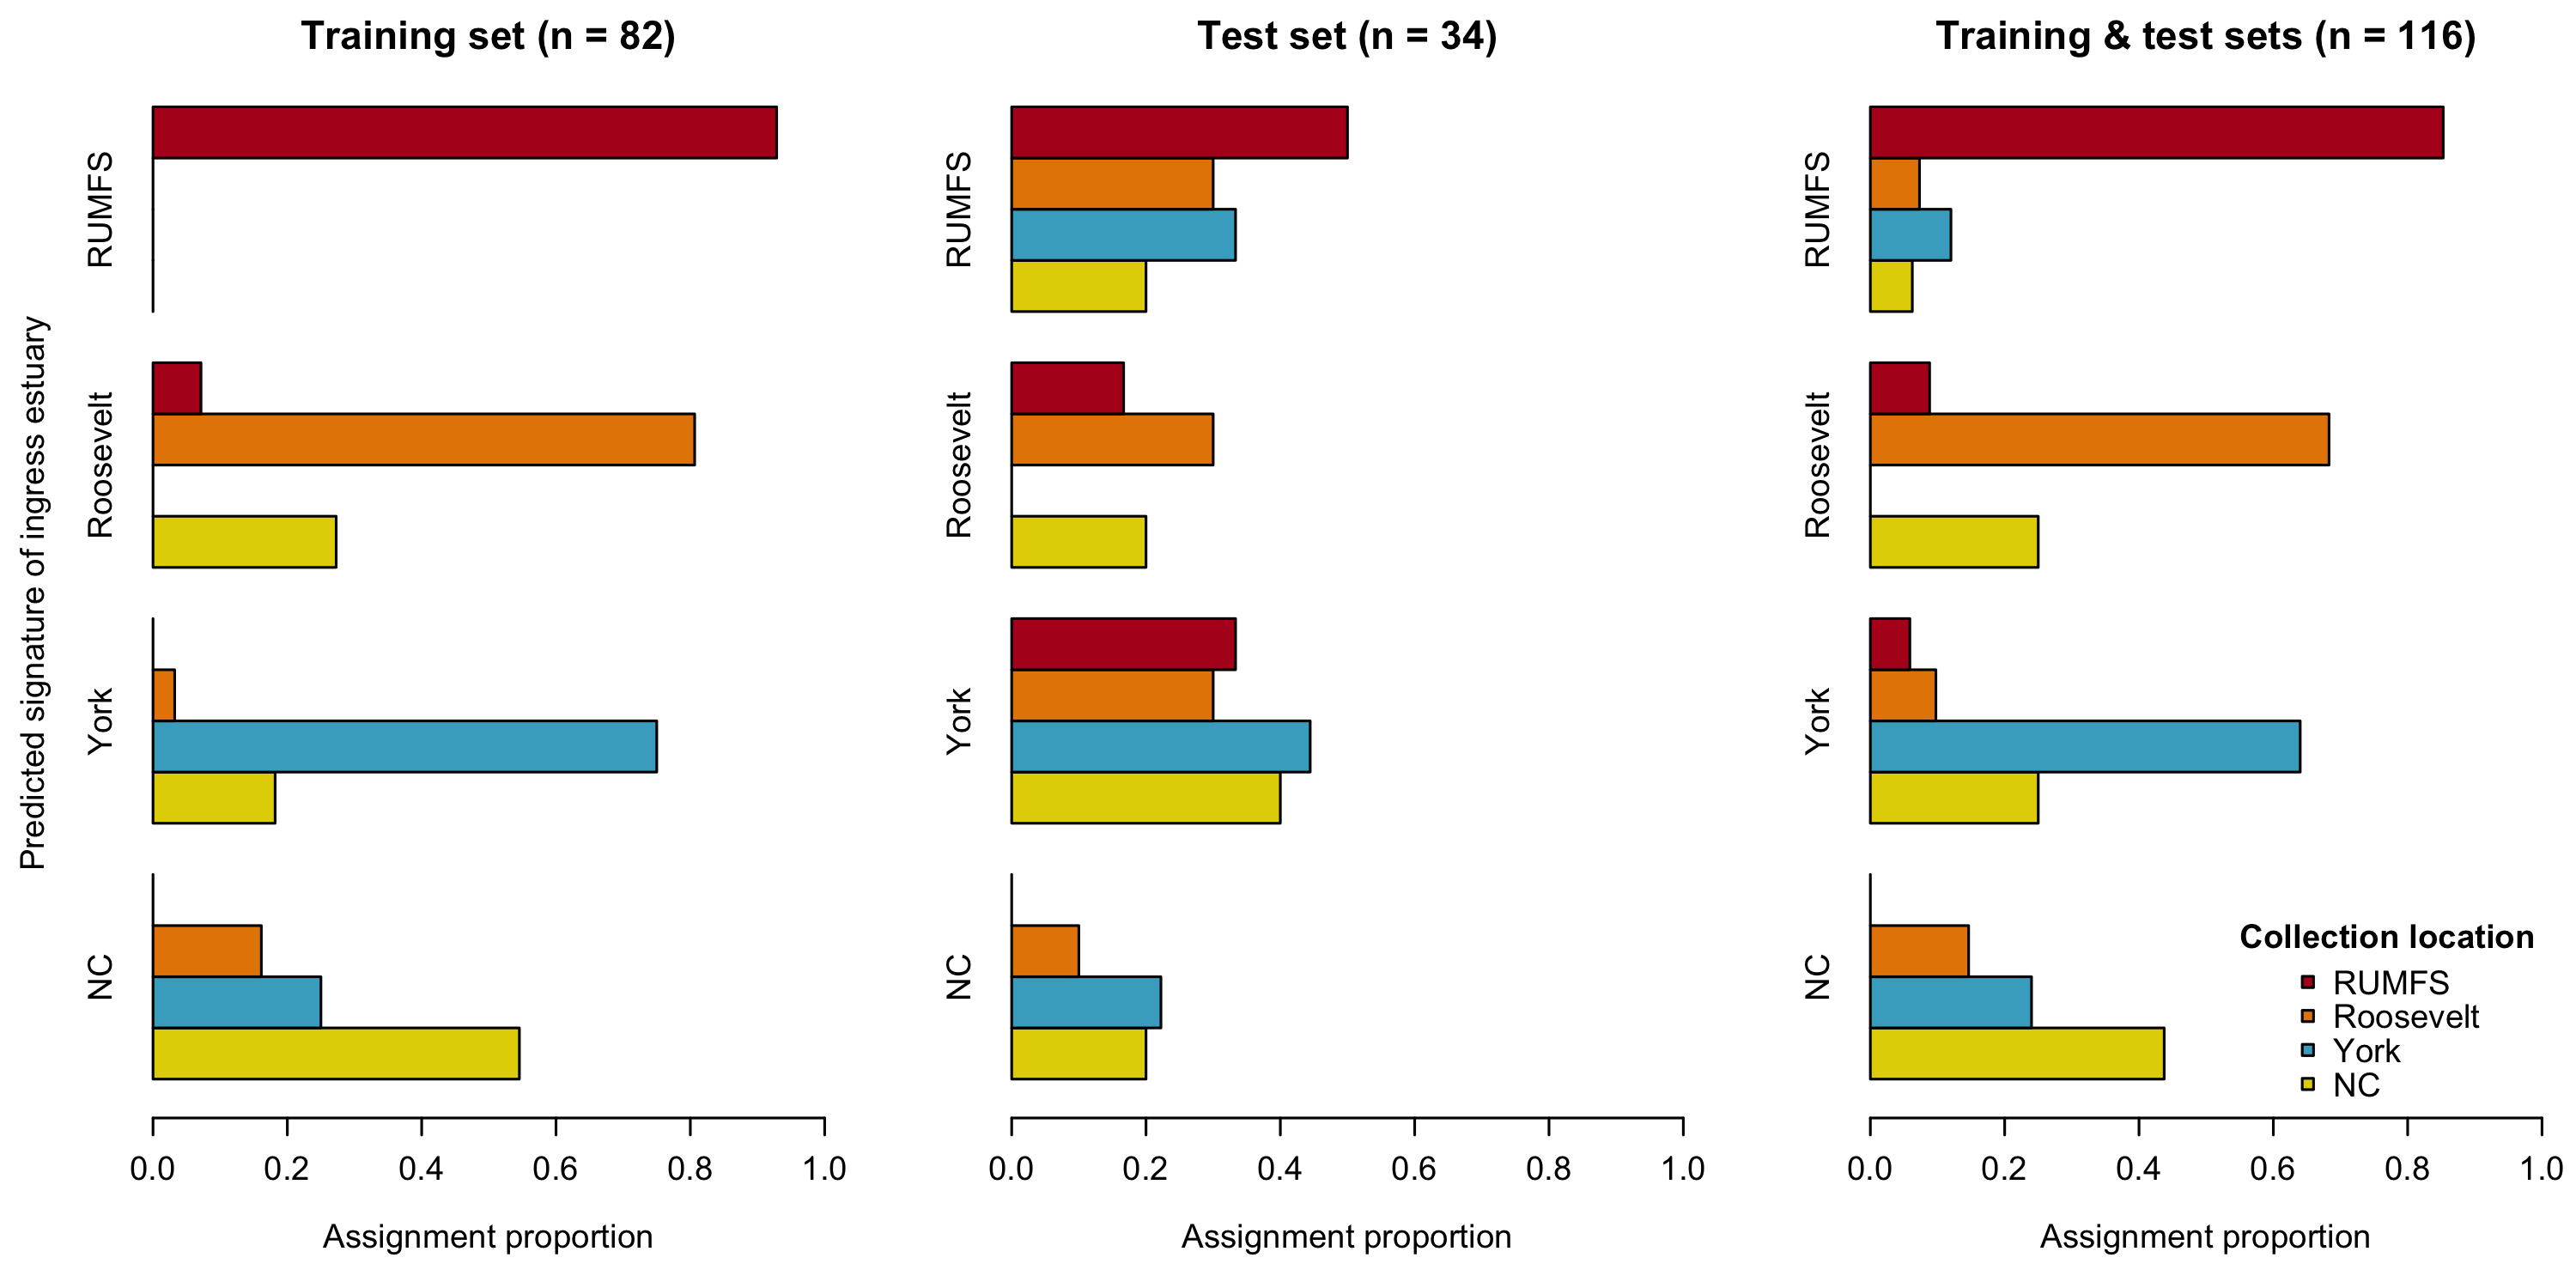 Training set (n = 82)
Test set (n = 34)
Training & test sets (n = 116)
Predicted signature of ingress estuary
RUMFS
Roosevelt
York
NC
0.0 0.2 0.4 0.6 0.8 1.0
Assignment proportion
RUMFS
Roosevelt
York
NC
0.0 0.2 0.4 0.6 0.8 1.0
Assignment proportion
RUMFS
Roosevelt
York
NC
Collection location
RUMFS
Roosevelt
York
NC
0.0 0.2 0.4 0.6 0.8 1.0
Assignment proportion